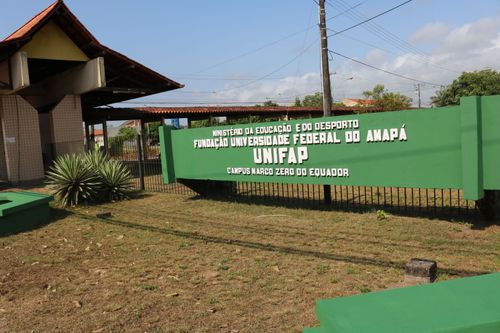 MINISTÉRIO DA EDUCAÇÃO E DO DESPORTO
FUNDAÇÃO UNIVERSIDADE FEDERAL DO AMAPÁ
UNIFAP
CAMPUS MARCO ZERO DO EQUADOR